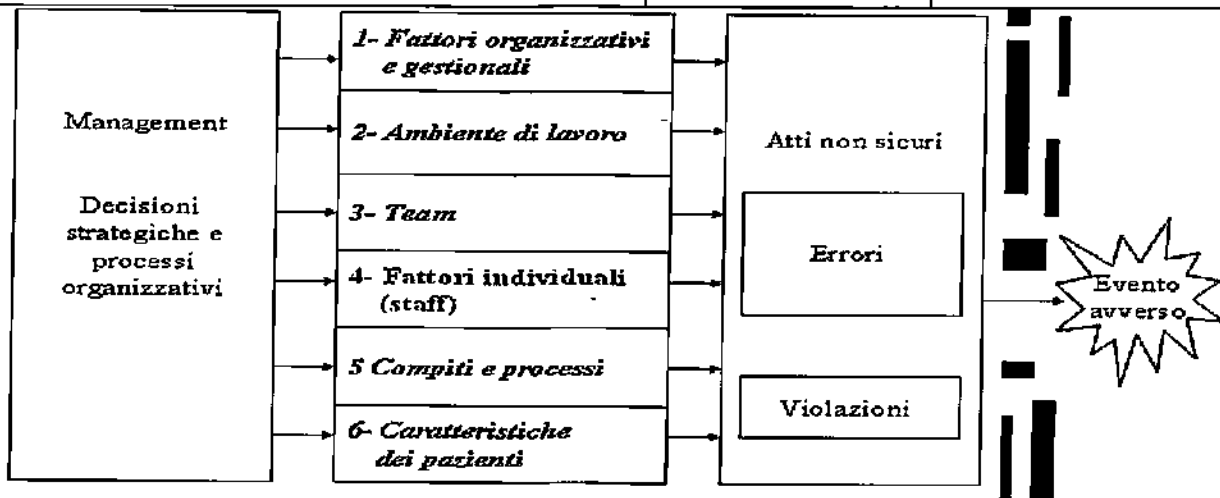 Management
Decisioni
strategiche e
processi
organizzativi
1- Fattori organizzativi
e gestionali
2- Ambiente di lavoro
3- Team
4- Fattori individuali
(staff)
5 Compiti e processi
6- Caratteristiche
dei pazienti
Atti non sicuri
Errori
Violazioni
Evento
avverso